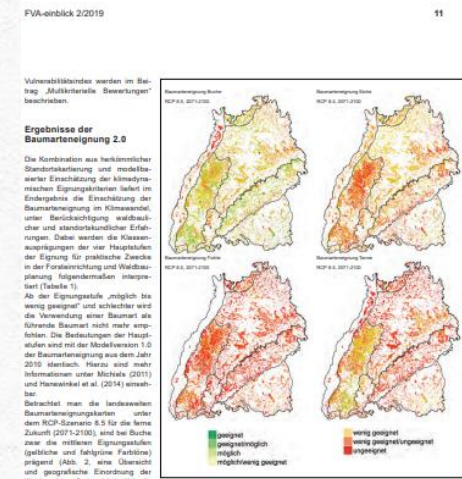 FVA-einblick 2/2019
11
Vulnerabilitätsindex werden im Bei-
trag „Multikriterielle Bewertungen"
beschrieben.
Ergebnisse der
Baumarteneignung 2.0
Die Kombination aus herkömmlicher
Standortskartierung und modellba-
sierter Einschätzung der klimadyna-
mischen Eignungskriterien liefert im
Endergebnis die Einschätzung der
Baumarteneignung im Klimawandel,
unter Berücksichtigung waldbauli-
cher und standortskundlicher Erfah-
rungen. Dabei werden die Klassen-
ausprägungen der vier Hauptstufen
der Eignung für praktische Zwecke
in der Forsteinrichtung und Waldbau-
planung folgendermaßen interpre-
tiert (Tabelle 1).
Ab der Eignungsstufe „möglich bis
wenig geeignet" und schlechter wird
die Verwendung einer Baumart als
führende Baumart nicht mehr emp-
fohlen. Die Bedeutungen der Haupt-
stufen sind mit der Modellversion 1.0
der Baumarteneignung aus dem Jahr
2010 identisch. Hierzu sind mehr
Informationen unter Michiels (2011)
und Hanewinkel et al. (2014) einseh-
bar.
Betrachtet man die landesweiten
Baumarteneignungskarten unter
dem RCP-Szenario 8.5 für die ferne
Zukunft (2071-2100), sind bei Buche
zwar die mittleren Eignungsstufen
(gelbliche und fahlgrüne Farbtöne)
prägend (Abb. 2, eine Übersicht
und geografische Einordnung der
Baumarteneignung Buche
RCP 8.5, 2071-2100
Baumarteneignung Eiche
RCP 8.5, 2071-2100
Baumarteneignung Fichte
RCP 8.5, 2071-2100
Baumarteneignung Tanne
RCP 8.5, 2071-2100
geeignet
geeignet/möglich
möglich
möglich/wenig geeignet
wenig geeignet
wenig geeignet/ungeeignet
ungeeignet